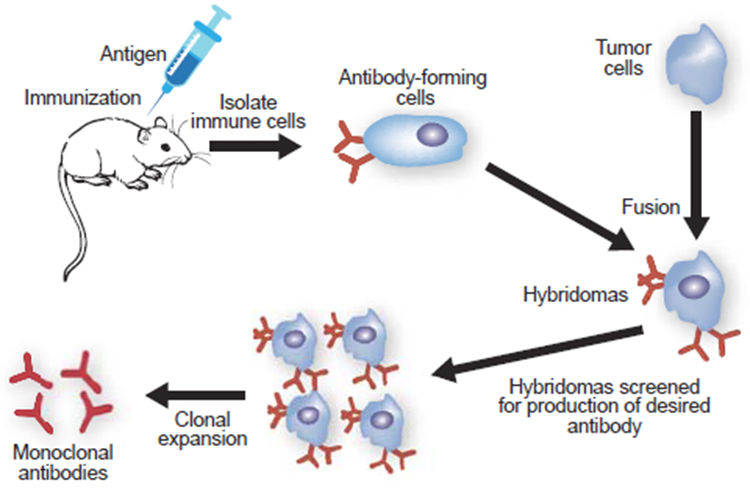 Antigen
Immunization
Isolate
immune cells
Antibody-forming
cells
Tumor
cells
Fusion
Hybridomas
Hybridomas screened
for production of desired
antibody
Clonal
expansion
Monoclonal
antibodies